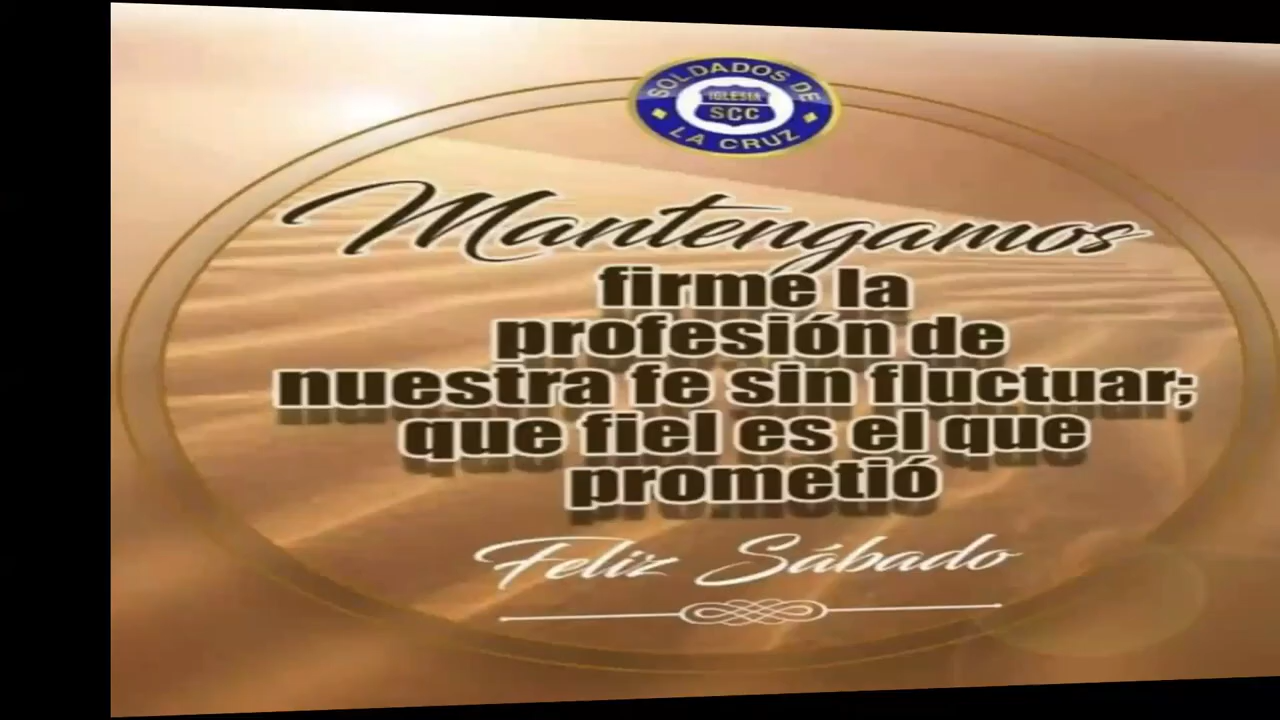 SOLDADOS DE
IGLESIA
SCC
LA CRUZ
Mantengamos
firme la
profesión de
nuestra fe sin fluctuar;
que fiel es el que
prometió
Feliz Sábado